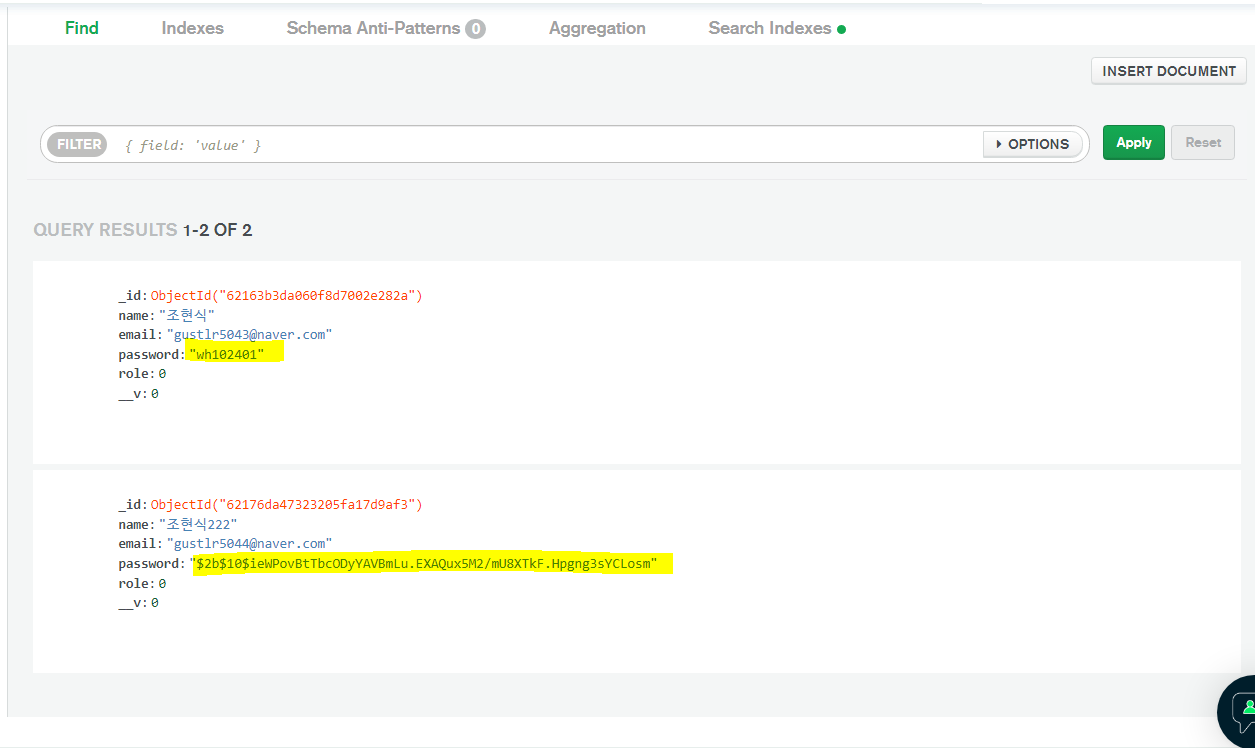 Find Indexes Schema Anti-Patterns 0 Aggregation Search Indexes
INSERT DOCUMENT
FILTER { field: 'value' } OPTIONS Apply Reset
QUERY RESULTS 1-2 OF 2
_id: ObjectId("62163b3da060f8d7002e282a")
name: "조현식"
email: "gustlr5043@naver.com"
password: "wh102401"
role: 0
__v: 0
_id: ObjectId("62176da47323205fa17d9af3")
name: "조현식222"
email: "gustlr5044@naver.com"
password: "$2b$10$ieWPovBtTbcODyYAVBmLu.EXAQux5M2/mU8XTkF.Hpgng3sYCLosm"
role: 0
__v: 0